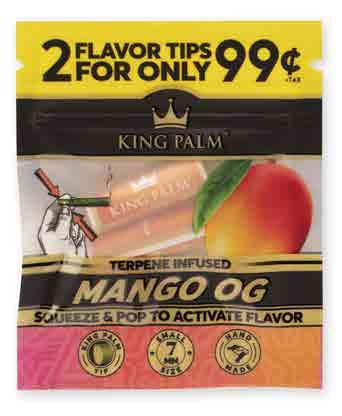 2 FLAVOR TIPS
FOR ONLY 99¢
+TAX
KING PALM™
KING PALM
TERPENE INFUSED
MANGO OG
SQUEEZE & POP TO ACTIVATE FLAVOR
KING PALM
TIP
SMALL
7
MM
SIZE
HAND
MADE